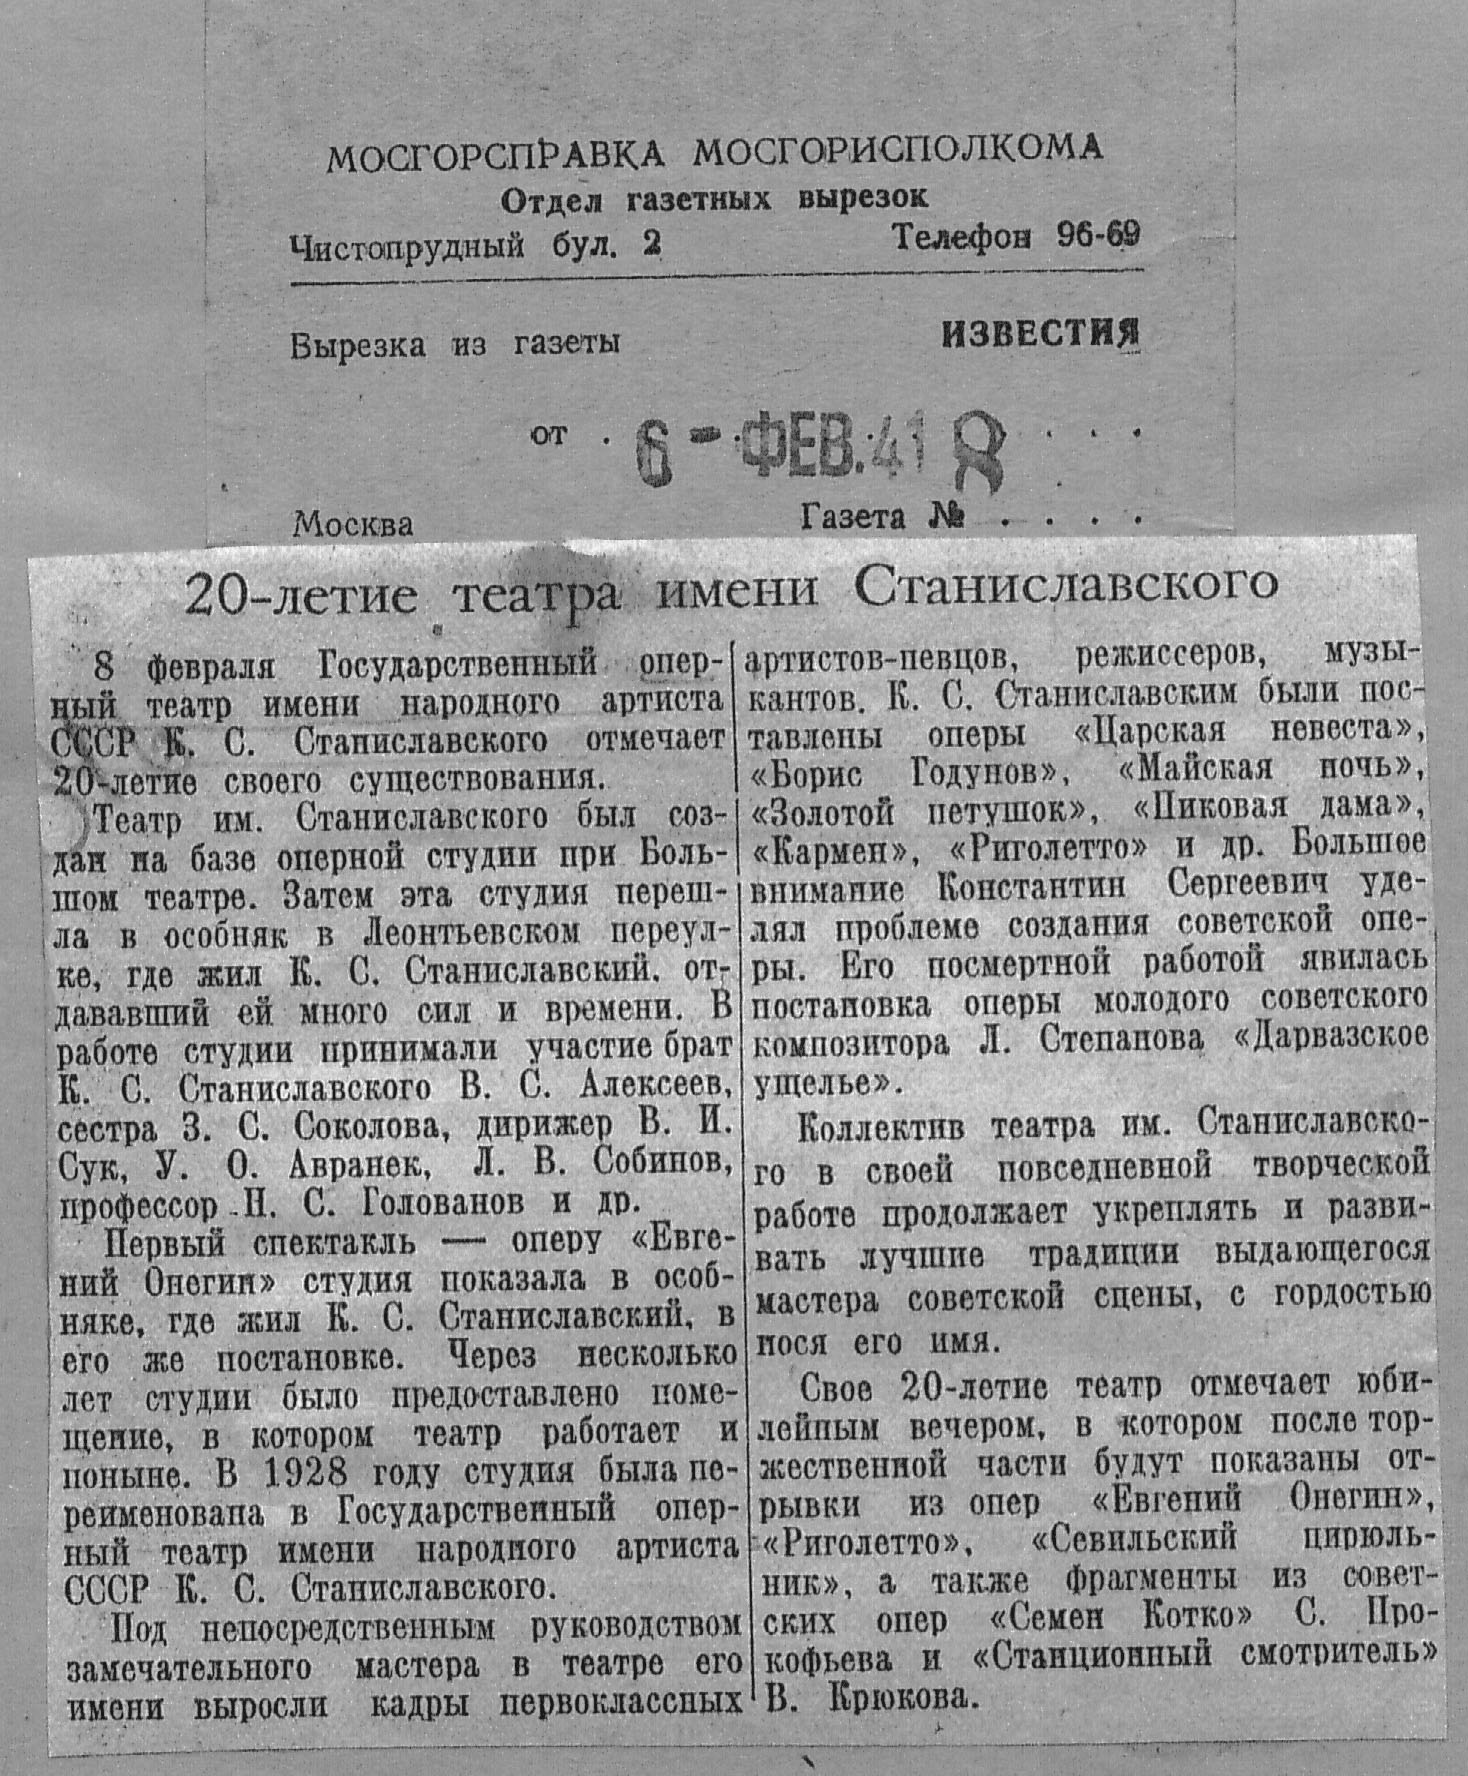 МОСГОРСПРАВКА МОСГОРИСПОЛКОМА
Отдел газетных вырезок
Чистопрудный бул. 2 Телефон 96-69
Вырезка из газеты ИЗВЕСТИЯ
от . 6 - ФЕВ. 41 . . .
Москва Газета № . . . .
20-летие театра имени Станиславского
8 февраля Государственный опер-
ный театр имени народного артиста
СССР К. С. Станиславского отмечает
20-летие своего существования.
Театр им. Станиславского был соз-
дан на базе оперной студии при Боль-
шом театре. Затем эта студия переш-
ла в особняк в Леонтьевском переул-
ке, где жил К. С. Станиславский, от-
дававший ей много сил и времени. В
работе студии принимали участие брат
К. С. Станиславского В. С. Алексеев,
сестра З. С. Соколова, дирижер В. И.
Сук, У. О. Авранек, Л. В. Собинов,
профессор Н. С. Голованов и др.
Первый спектакль — оперу «Евге-
ний Онегин» студия показала в особ-
няке, где жил К. С. Станиславский, в
его же постановке. Через несколько
лет студии было предоставлено поме-
щение, в котором театр работает и
поныне. В 1928 году студия была пе-
реименована в Государственный опер-
ный театр имени народного артиста
СССР К. С. Станиславского.
Под непосредственным руководством
замечательного мастера в театре его
имени выросли кадры первоклассных
артистов-певцов, режиссеров, музы-
кантов. К. С. Станиславским были пос-
тавлены оперы «Царская невеста»,
«Борис Годунов», «Майская ночь»,
«Золотой петушок», «Пиковая дама»,
«Кармен», «Риголетто» и др. Большое
внимание Константин Сергеевич уде-
лял проблеме создания советской опе-
ры. Его посмертной работой явилась
постановка оперы молодого советского
композитора Л. Степанова «Дарвазское
ущелье».
Коллектив театра им. Станиславско-
го в своей повседневной творческой
работе продолжает укреплять и разви-
вать лучшие традиции выдающегося
мастера советской сцены, с гордостью
нося его имя.
Свое 20-летие театр отмечает юби-
лейным вечером, в котором после тор-
жественной части будут показаны от-
рывки из опер «Евгений Онегин»,
«Риголетто», «Севильский цирюль-
ник», а также фрагменты из совет-
ских опер «Семен Котко» С. Про-
кофьева и «Станционный смотритель»
В. Крюкова.